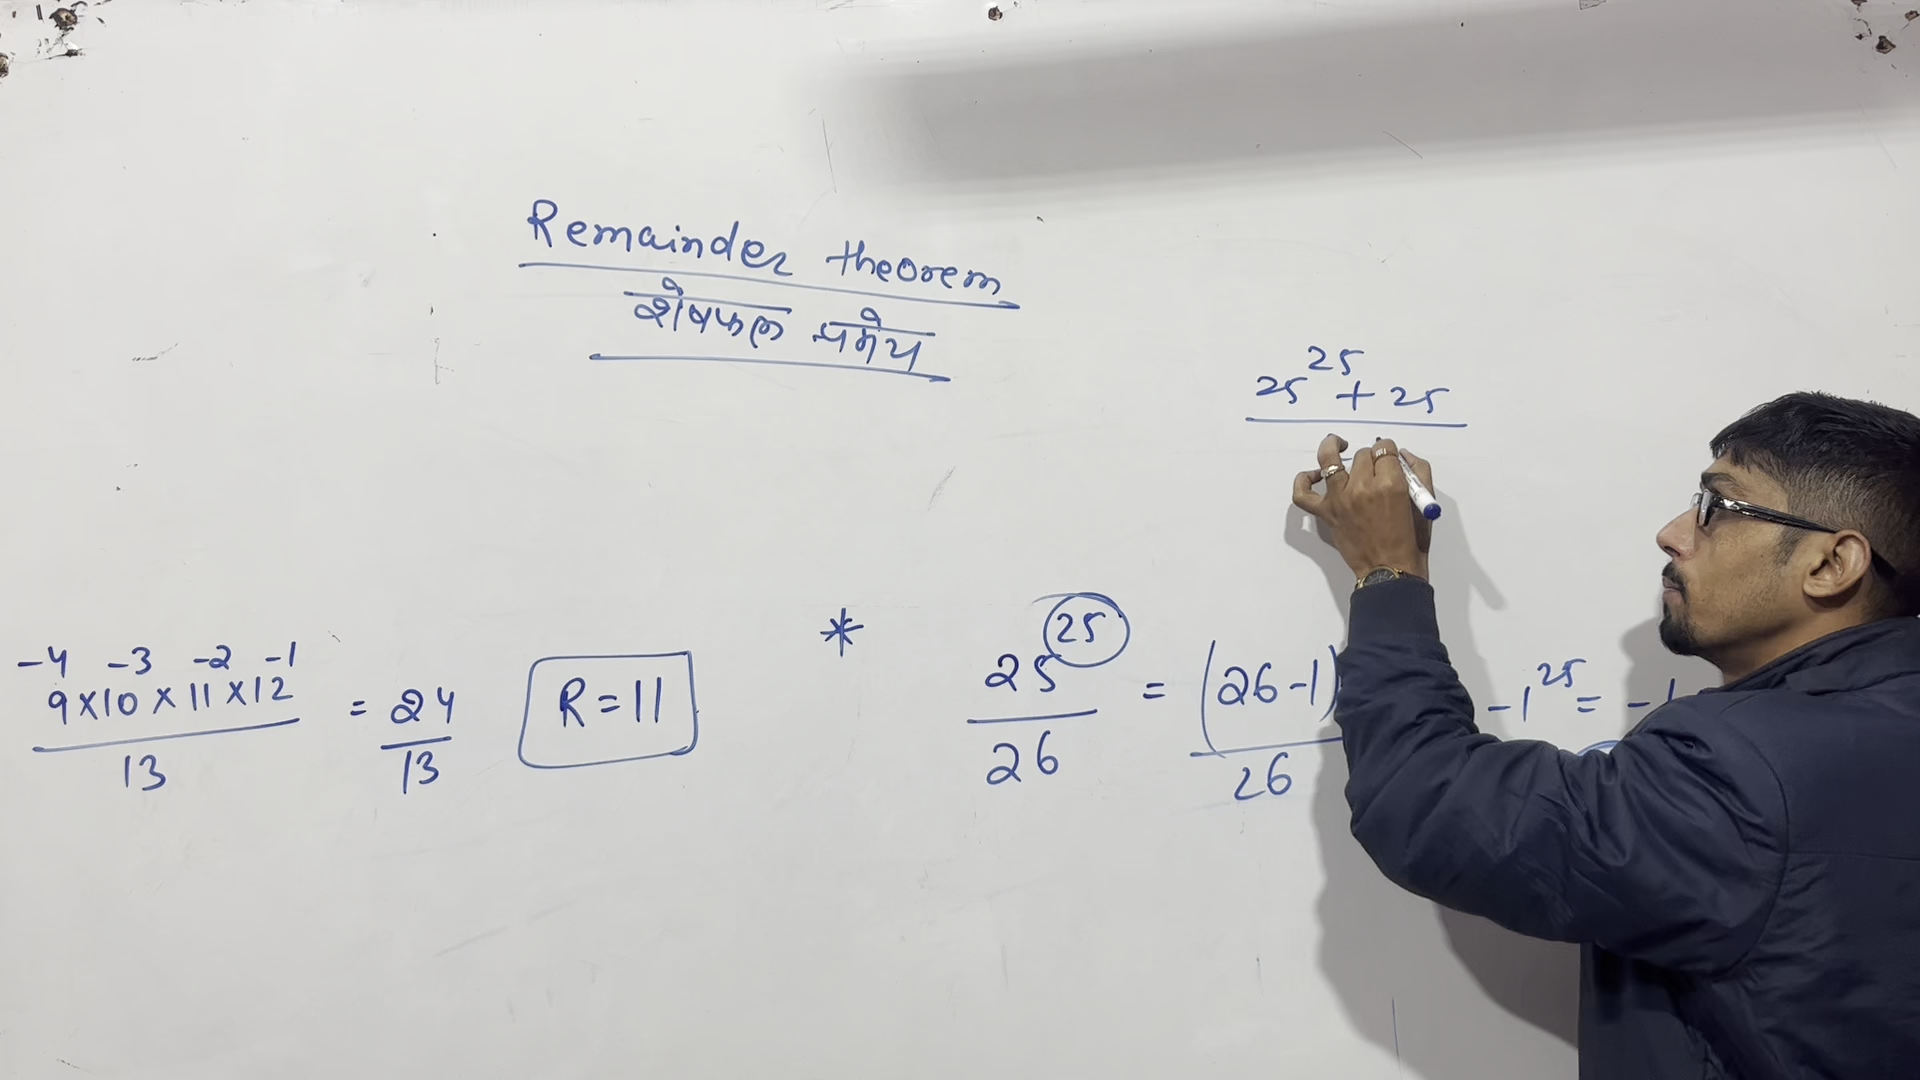 Remainder theorem
शेषफल प्रमेय
25^25 + 25
-4 -3 -2 -1
9×10×11×12 = 24 R=11
13 13
* 25^25 = (26-1) -1^25 = -1
26 26